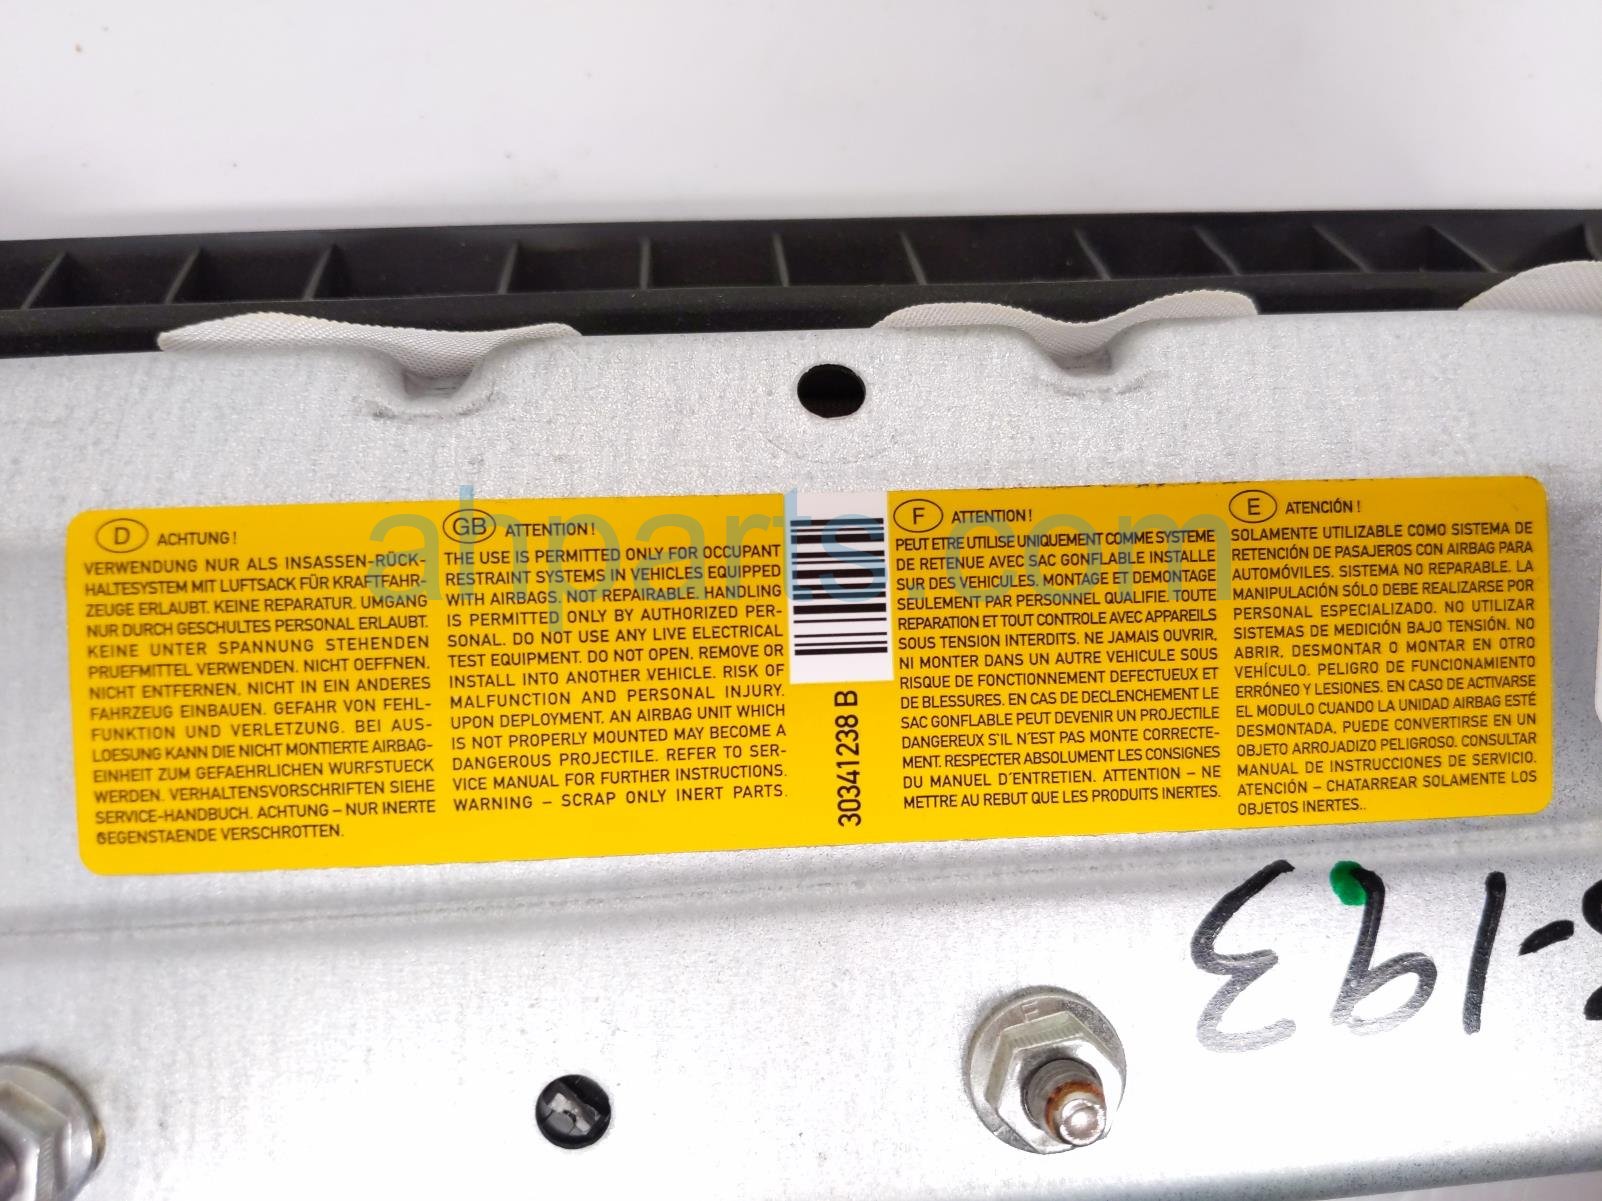 D ACHTUNG!
VERWENDUNG NUR ALS INSASSEN-RÜCK-
HALTESYSTEM MIT LUFTSACK FÜR KRAFTFAHR-
ZEUGE ERLAUBT. KEINE REPARATUR. UMGANG
NUR DURCH GESCHULTES PERSONAL ERLAUBT.
KEINE UNTER SPANNUNG STEHENDEN
PRUEFMITTEL VERWENDEN. NICHT OEFFNEN,
NICHT ENTFERNEN, NICHT IN EIN ANDERES
FAHRZEUG EINBAUEN. GEFAHR VON FEHL-
FUNKTION UND VERLETZUNG. BEI AUS-
LOESUNG KANN DIE NICHT MONTIERTE AIRBAG-
EINHEIT ZUM GEFAEHRLICHEN WURFSTUECK
WERDEN. VERHALTENSVORSCHRIFTEN SIEHE
SERVICE-HANDBUCH. ACHTUNG – NUR INERTE
GEGENSTAENDE VERSCHROTTEN.
GB ATTENTION!
THE USE IS PERMITTED ONLY FOR OCCUPANT
RESTRAINT SYSTEMS IN VEHICLES EQUIPPED
WITH AIRBAGS. NOT REPAIRABLE. HANDLING
IS PERMITTED ONLY BY AUTHORIZED PER-
SONAL. DO NOT USE ANY LIVE ELECTRICAL
TEST EQUIPMENT. DO NOT OPEN, REMOVE OR
INSTALL INTO ANOTHER VEHICLE. RISK OF
MALFUNCTION AND PERSONAL INJURY.
UPON DEPLOYMENT, AN AIRBAG UNIT WHICH
IS NOT PROPERLY MOUNTED MAY BECOME A
DANGEROUS PROJECTILE. REFER TO SER-
VICE MANUAL FOR FURTHER INSTRUCTIONS.
WARNING – SCRAP ONLY INERT PARTS.
30341238 B
F ATTENTION!
PEUT ETRE UTILISE UNIQUEMENT COMME SYSTEME
DE RETENUE AVEC SAC GONFLABLE INSTALLE
SUR DES VEHICULES. MONTAGE ET DEMONTAGE
SEULEMENT PAR PERSONNEL QUALIFIE. TOUTE
REPARATION ET TOUT CONTROLE AVEC APPAREILS
SOUS TENSION INTERDITS. NE JAMAIS OUVRIR,
NI MONTER DANS UN AUTRE VEHICULE SOUS
RISQUE DE FONCTIONNEMENT DEFECTUEUX ET
DE BLESSURES. EN CAS DE DECLENCHEMENT LE
SAC GONFLABLE PEUT DEVENIR UN PROJECTILE
DANGEREUX S'IL N'EST PAS MONTE CORRECTE-
MENT. RESPECTER ABSOLUMENT LES CONSIGNES
DU MANUEL D'ENTRETIEN. ATTENTION – NE
METTRE AU REBUT QUE LES PRODUITS INERTES.
E ATENCIÓN!
SOLAMENTE UTILIZABLE COMO SISTEMA DE
RETENCIÓN DE PASAJEROS CON AIRBAG PARA
AUTOMÓVILES. SISTEMA NO REPARABLE. LA
MANIPULACIÓN SÓLO DEBE REALIZARSE POR
PERSONAL ESPECIALIZADO. NO UTILIZAR
SISTEMAS DE MEDICIÓN BAJO TENSIÓN. NO
ABRIR, DESMONTAR O MONTAR EN OTRO
VEHÍCULO. PELIGRO DE FUNCIONAMIENTO
ERRÓNEO Y LESIONES. EN CASO DE ACTIVARSE
EL MODULO CUANDO LA UNIDAD AIRBAG ESTÉ
DESMONTADA, PUEDE CONVERTIRSE EN UN
OBJETO ARROJADIZO PELIGROSO. CONSULTAR
MANUAL DE INSTRUCCIONES DE SERVICIO.
ATENCIÓN – CHATARREAR SOLAMENTE LOS
OBJETOS INERTES..
ahparts.com
-193